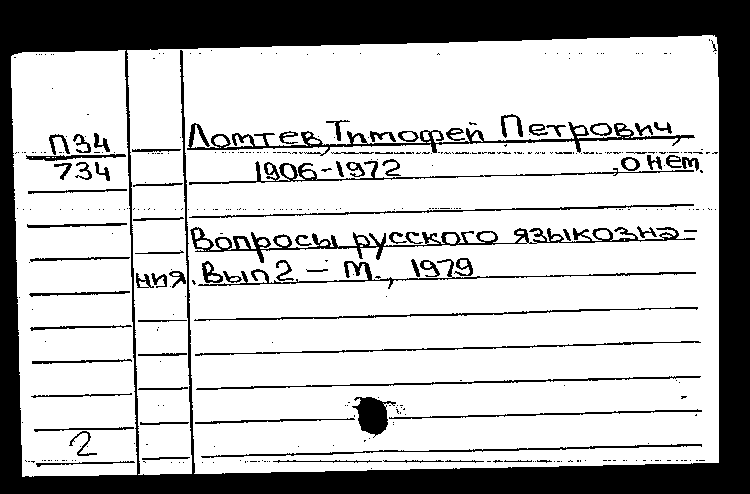 П34
734
Ломтев, Тимофей Петрович,
1906-1972 , о нем.
Вопросы русского языкозна=
ния. Вып 2 – М., 1979
2